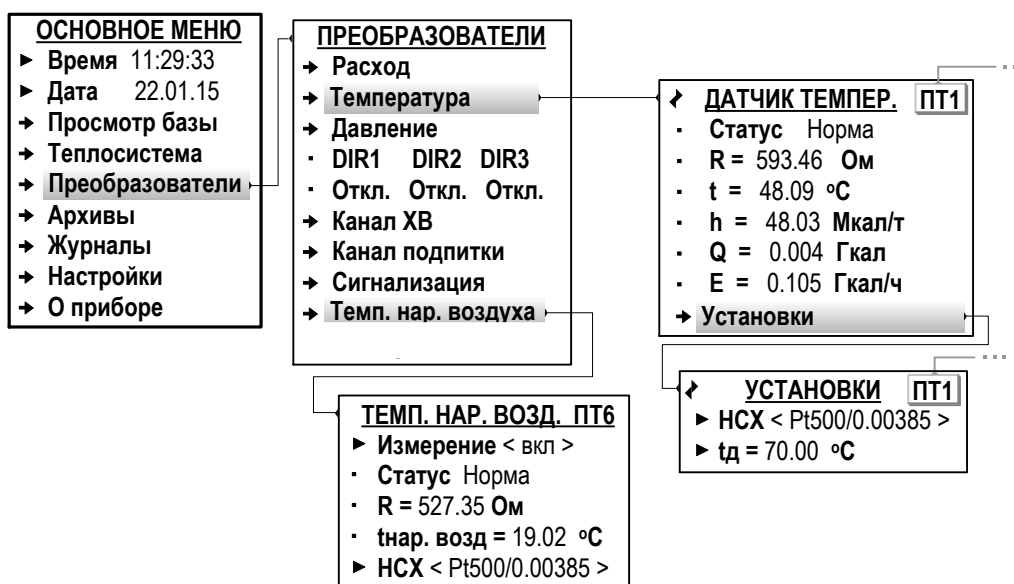 ОСНОВНОЕ МЕНЮ
Время 11:29:33
Дата 22.01.15
Просмотр базы
Теплосистема
Преобразователи
Архивы
Журналы
Настройки
О приборе
ПРЕОБРАЗОВАТЕЛИ
Расход
Температура
Давление
DIR1 DIR2 DIR3
Откл. Откл. Откл.
Канал ХВ
Канал подпитки
Сигнализация
Темп. нар. воздуха
ДАТЧИК ТЕМПЕР. ПТ1
Статус Норма
R = 593.46 Ом
t = 48.09 ºC
h = 48.03 Мкал/т
Q = 0.004 Гкал
E = 0.105 Гкал/ч
Установки
УСТАНОВКИ ПТ1
НСХ < Pt500/0.00385 >
tд = 70.00 ºC
ТЕМП. НАР. ВОЗД. ПТ6
Измерение < вкл >
Статус Норма
R = 527.35 Ом
tнар. возд = 19.02 ºC
НСХ < Pt500/0.00385 >